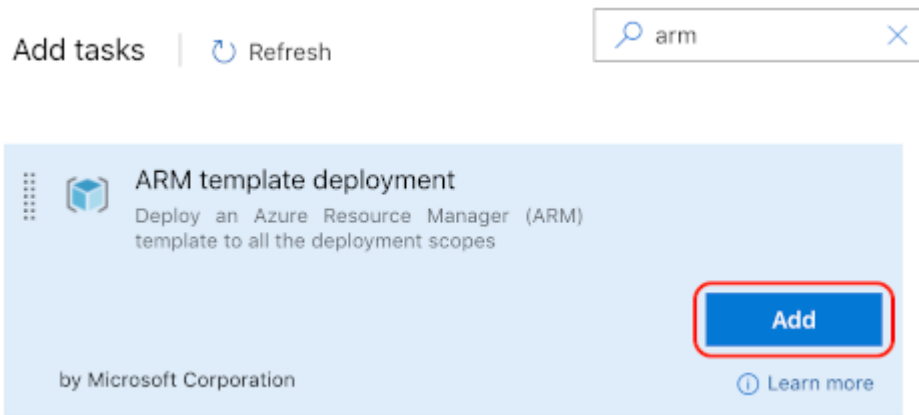 Add tasks
Refresh
arm
ARM template deployment
Deploy an Azure Resource Manager (ARM)
template to all the deployment scopes
Add
by Microsoft Corporation
Learn more